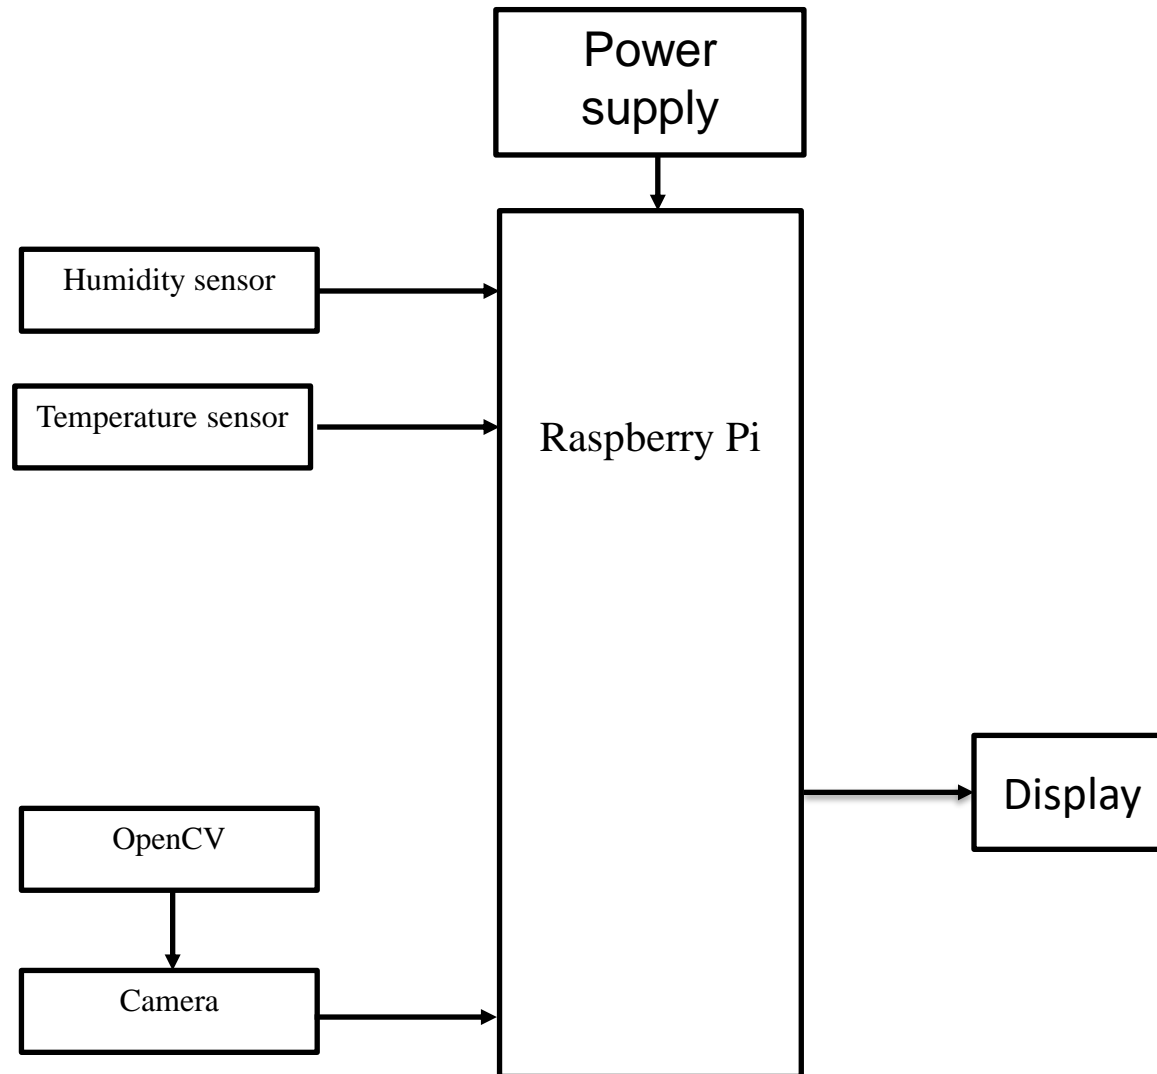 Power
supply
Humidity sensor
Temperature sensor
Raspberry Pi
Display
OpenCV
Camera